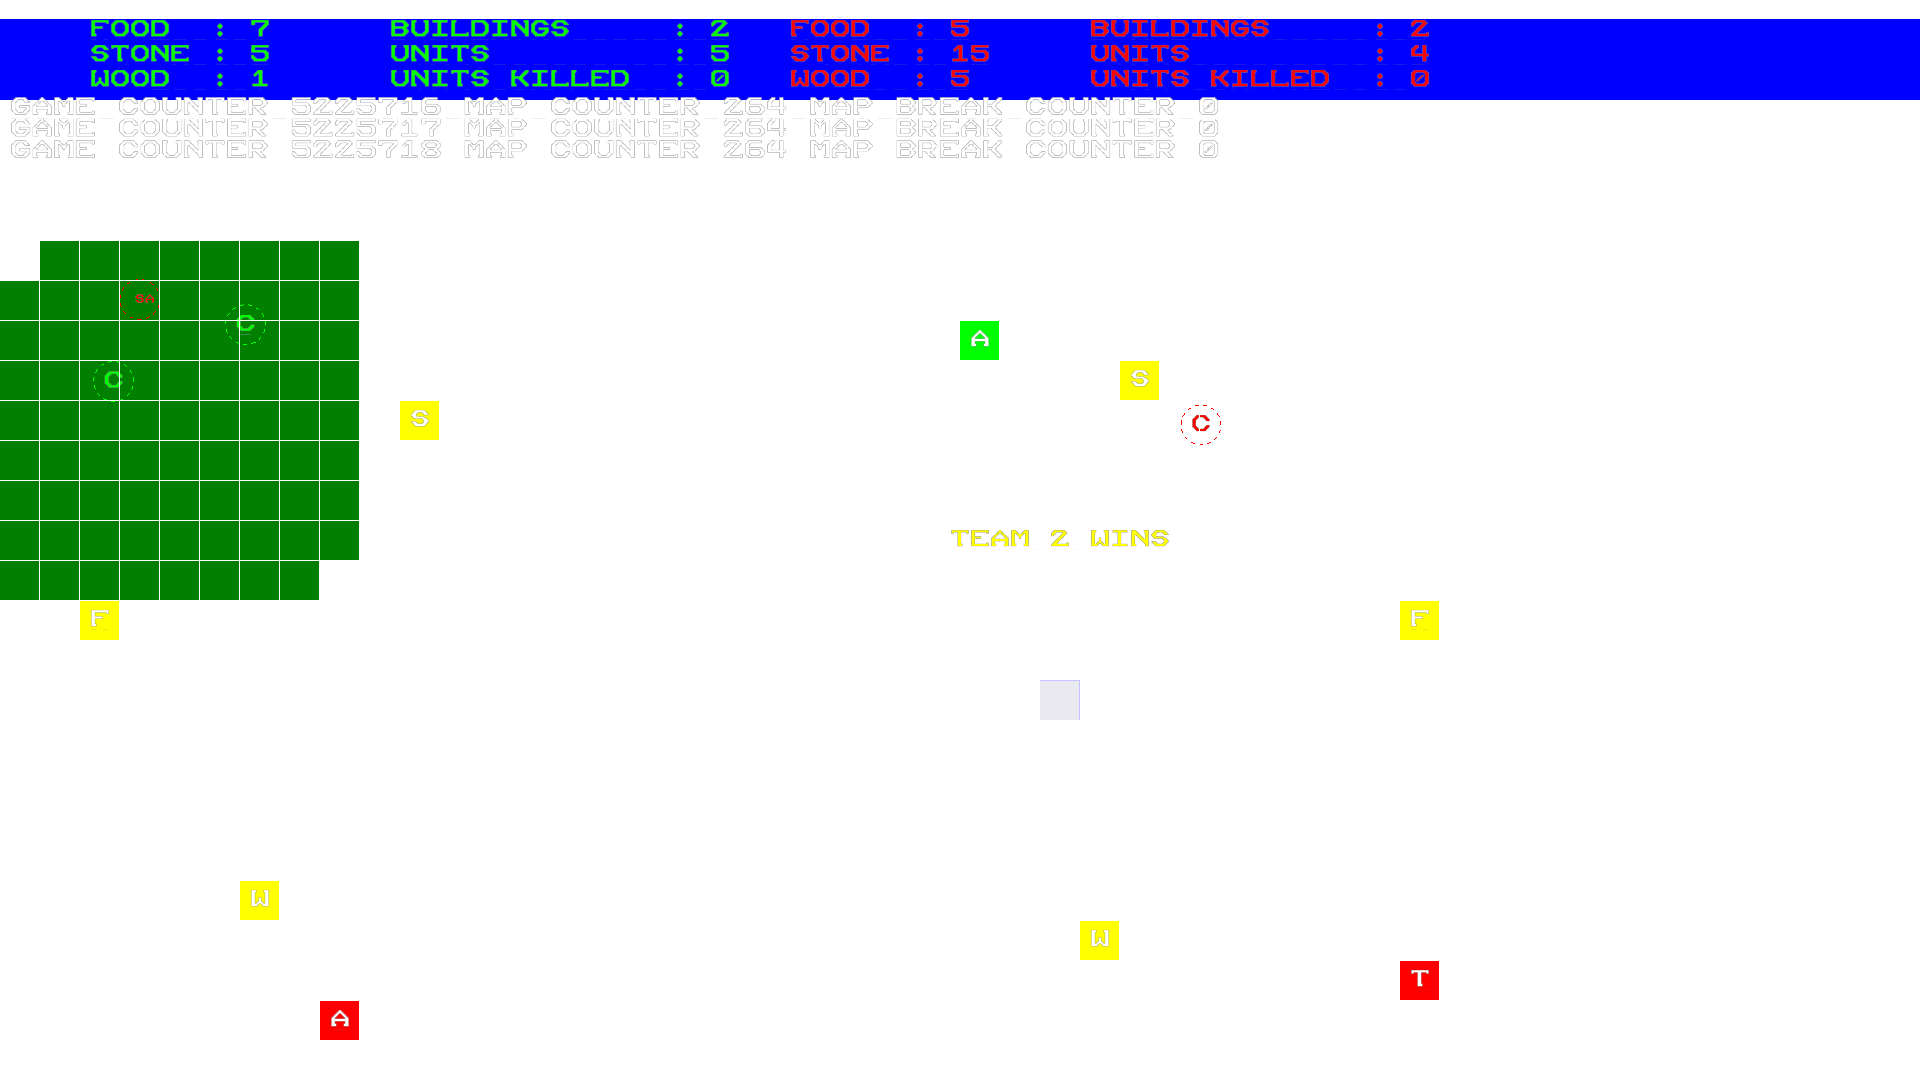 FOOD : 7 BUILDINGS : 2 FOOD : 5 BUILDINGS : 2
STONE : 5 UNITS : 5 STONE : 15 UNITS : 4
WOOD : 1 UNITS KILLED : 0 WOOD : 5 UNITS KILLED : 0
GAME COUNTER 5225716 MAP COUNTER 264 MAP BREAK COUNTER 0
GAME COUNTER 5225717 MAP COUNTER 264 MAP BREAK COUNTER 0
GAME COUNTER 5225718 MAP COUNTER 264 MAP BREAK COUNTER 0
C
A
C
S
S
C
TEAM 2 WINS
F
F
W
W
T
A